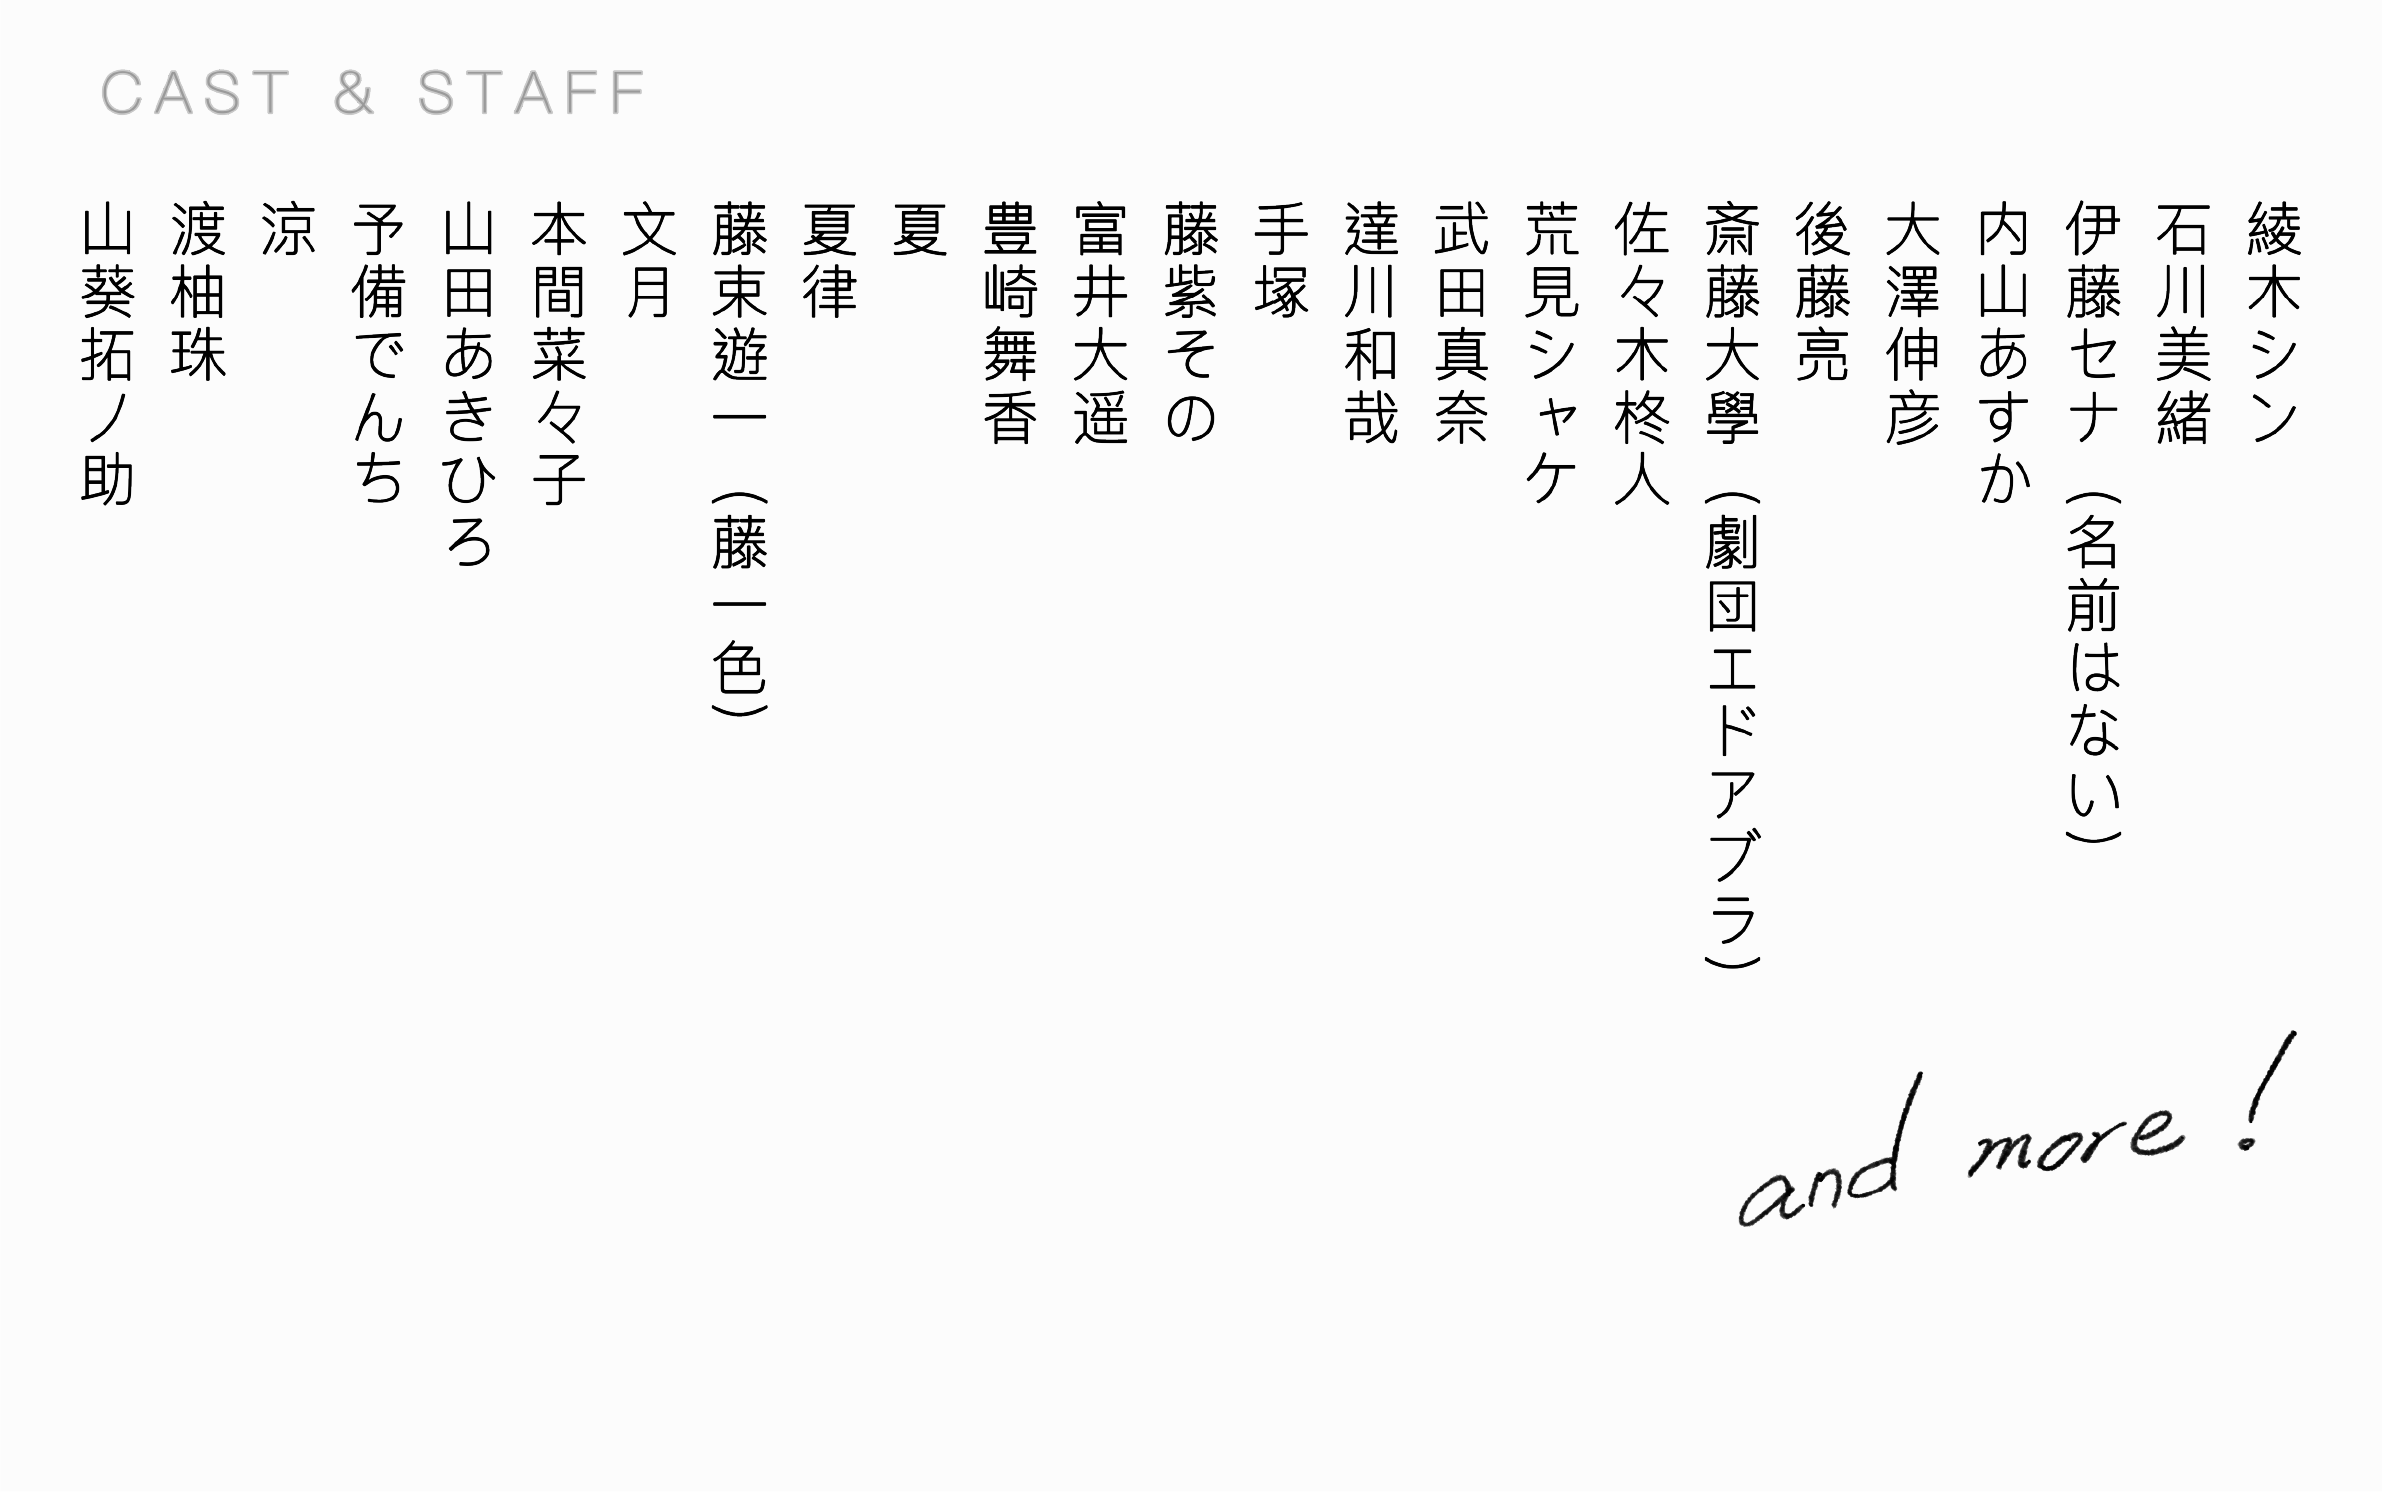 CAST & STAFF
綾木シン
石川美緒
伊藤セナ（名前はない）
内山あすか
大澤伸彦
後藤亮
斎藤大學（劇団エドアブラ）
佐々木柊人
荒見シャケ
武田真奈
達川和哉
手塚
藤紫その
富井大遥
豊崎舞香
夏
夏律
藤束遊一（藤一色）
文月
本間菜々子
山田あきひろ
予備でんち
涼
渡柚珠
山葵拓ノ助
and more!